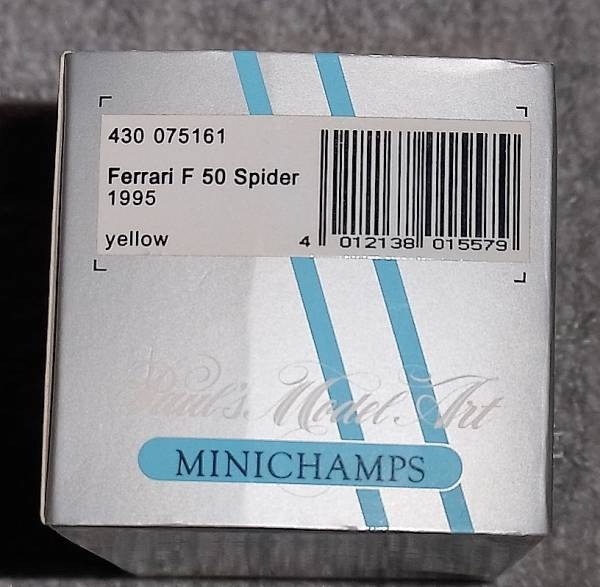 430 075161
Ferrari F 50 Spider
1995
yellow
4 012138 015579
Paul's Model Art
MINICHAMPS